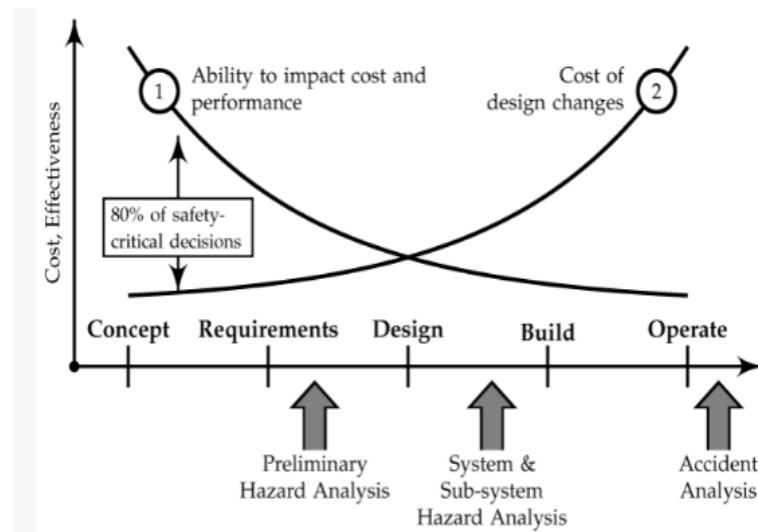 1
Ability to impact cost and
performance
Cost of
design changes
2
Cost, Effectiveness
80% of safety-
critical decisions
Concept
Requirements
Design
Build
Operate
Preliminary
Hazard Analysis
System &
Sub-system
Hazard Analysis
Accident
Analysis